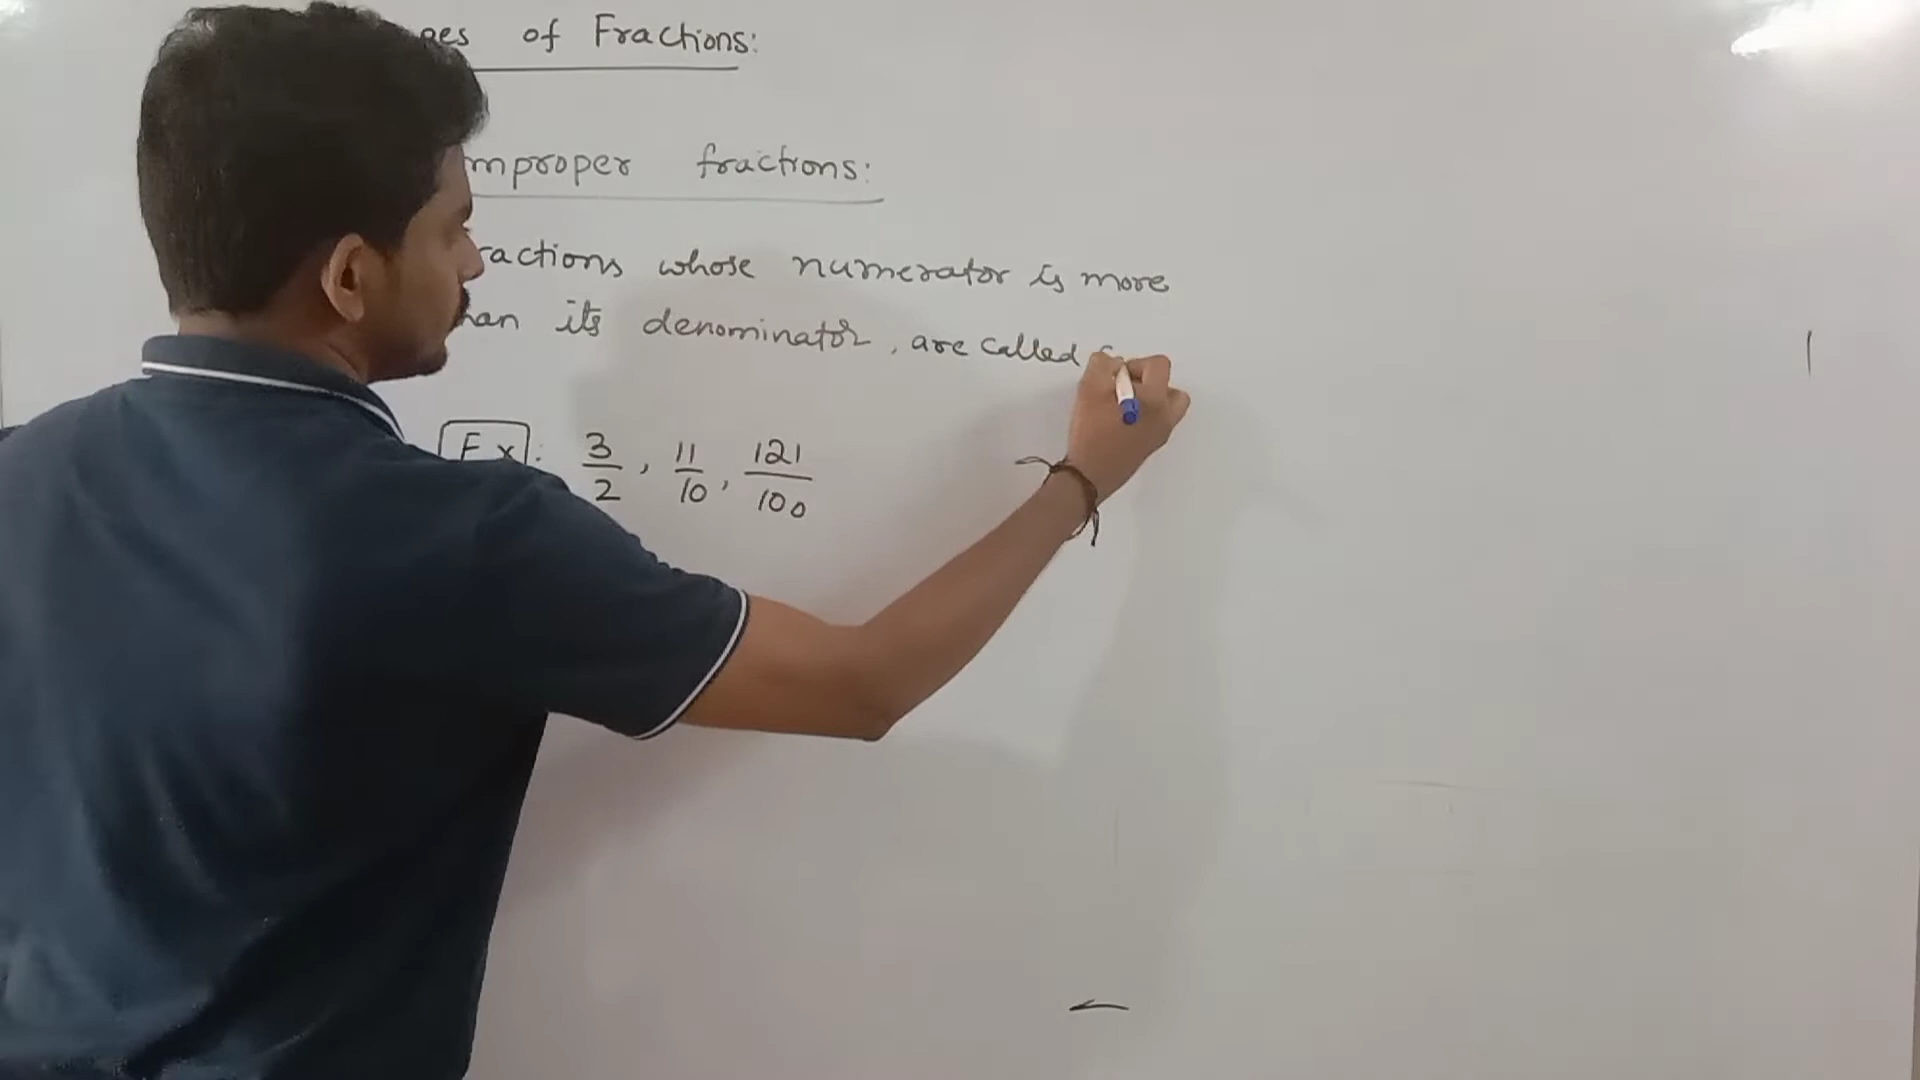 pes of Fractions:
mproper fractions:
ractions whose numerator is more
han its denominator, are called
Ex: 3/2, 11/10, 121/100